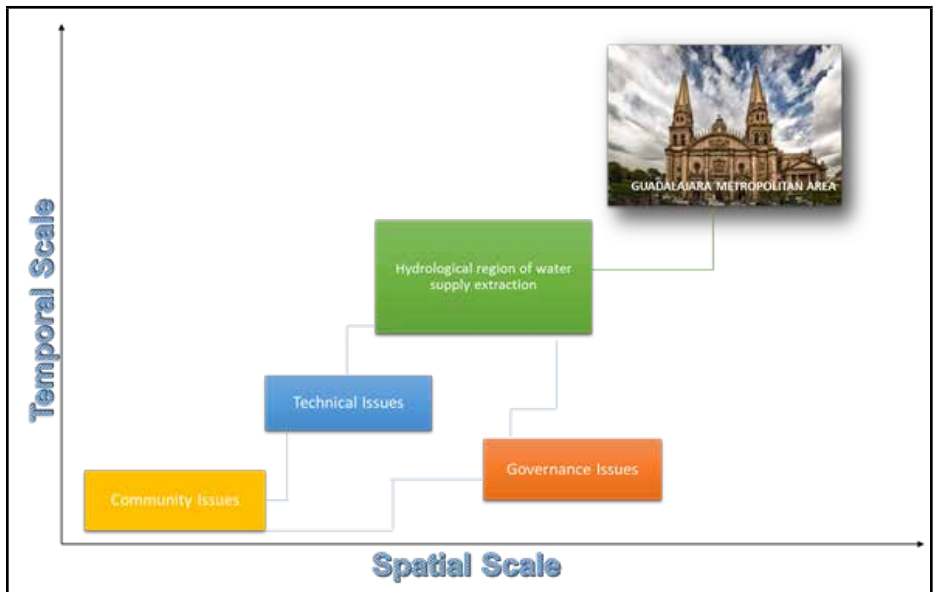 GUADALAJARA METROPOLITAN AREA
Hydrological region of water
supply extraction
Technical Issues
Governance Issues
Community Issues
Temporal Scale
Spatial Scale